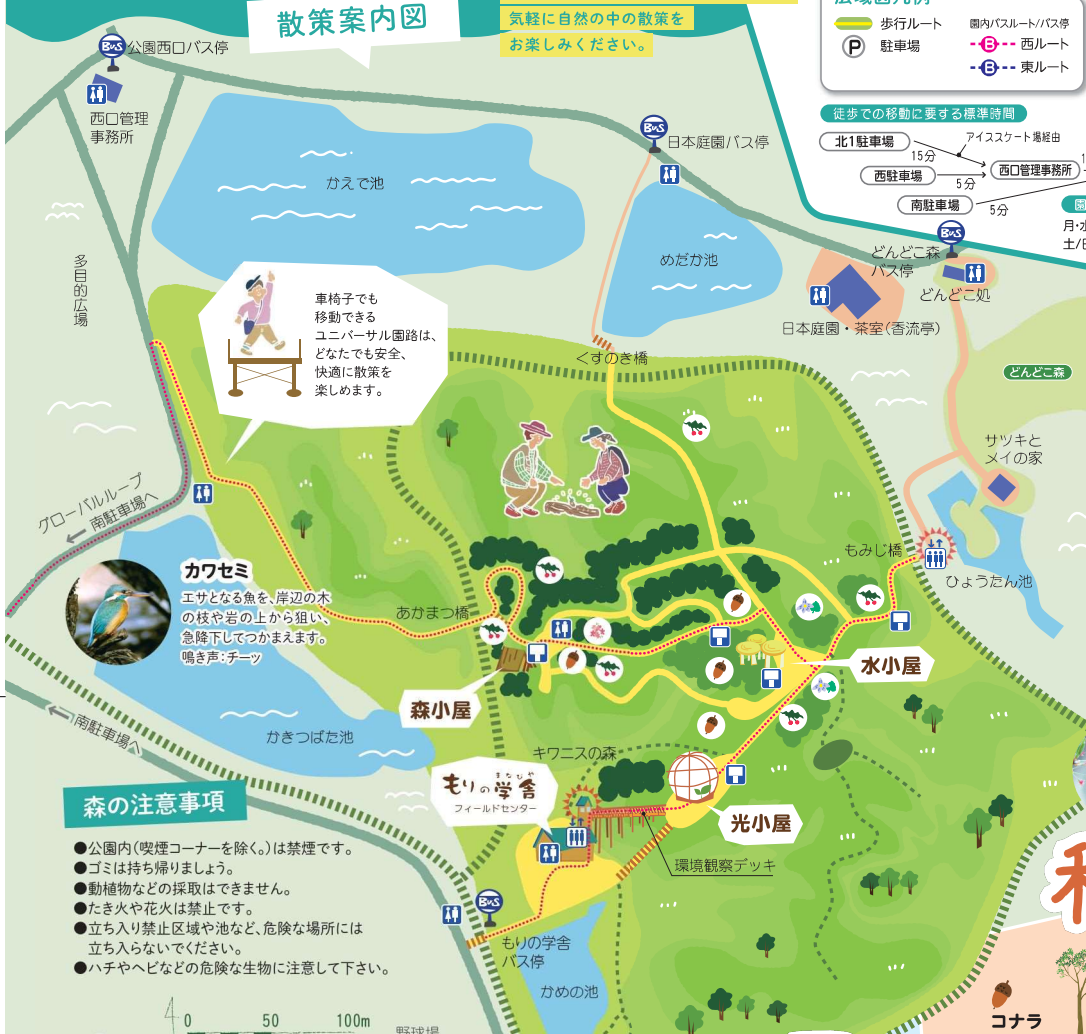 散策案内図
気軽に自然の中の散策を
お楽しみください。
歩行ルート
P 駐車場
園内バスルート/バス停
B 西ルート
B 東ルート
徒歩での移動に要する標準時間
北1駐車場
アイススケート場経由
15分
西駐車場
5分
西口管理事務所
南駐車場
5分
BUS 公園西口バス停
西口管理
事務所
BUS 日本庭園バス停
かえで池
めだか池
BUS
どんどこ森
バス停
どんどこ処
日本庭園・茶室(香流亭)
多目的広場
車椅子でも
移動できる
ユニバーサル園路は、
どなたでも安全、
快適に散策を
楽しめます。
くすのき橋
どんどこ森
サツキと
メイの家
グローバルループ
南駐車場へ
もみじ橋
ひょうたん池
カワセミ
エサとなる魚を、岸辺の木
の枝や岩の上から狙い、
急降下してつかまえます。
鳴き声：チーッ
あかまつ橋
水小屋
森小屋
南駐車場へ
かきつばた池
キワニスの森
まなびや
もりの学舎
フィールドセンター
光小屋
環境観察デッキ
森の注意事項
●公園内(喫煙コーナーを除く。)は禁煙です。
●ゴミは持ち帰りましょう。
●動植物などの採取はできません。
●たき火や花火は禁止です。
●立ち入り禁止区域や池など、危険な場所には
立ち入らないでください。
●ハチやヘビなどの危険な生物に注意して下さい。
BUS
もりの学舎
バス停
かめの池
0 50 100m
コナラ